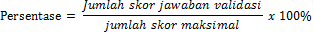 Persentase = Jumlah skor jawaban validasi / jumlah skor maksimal x 100%